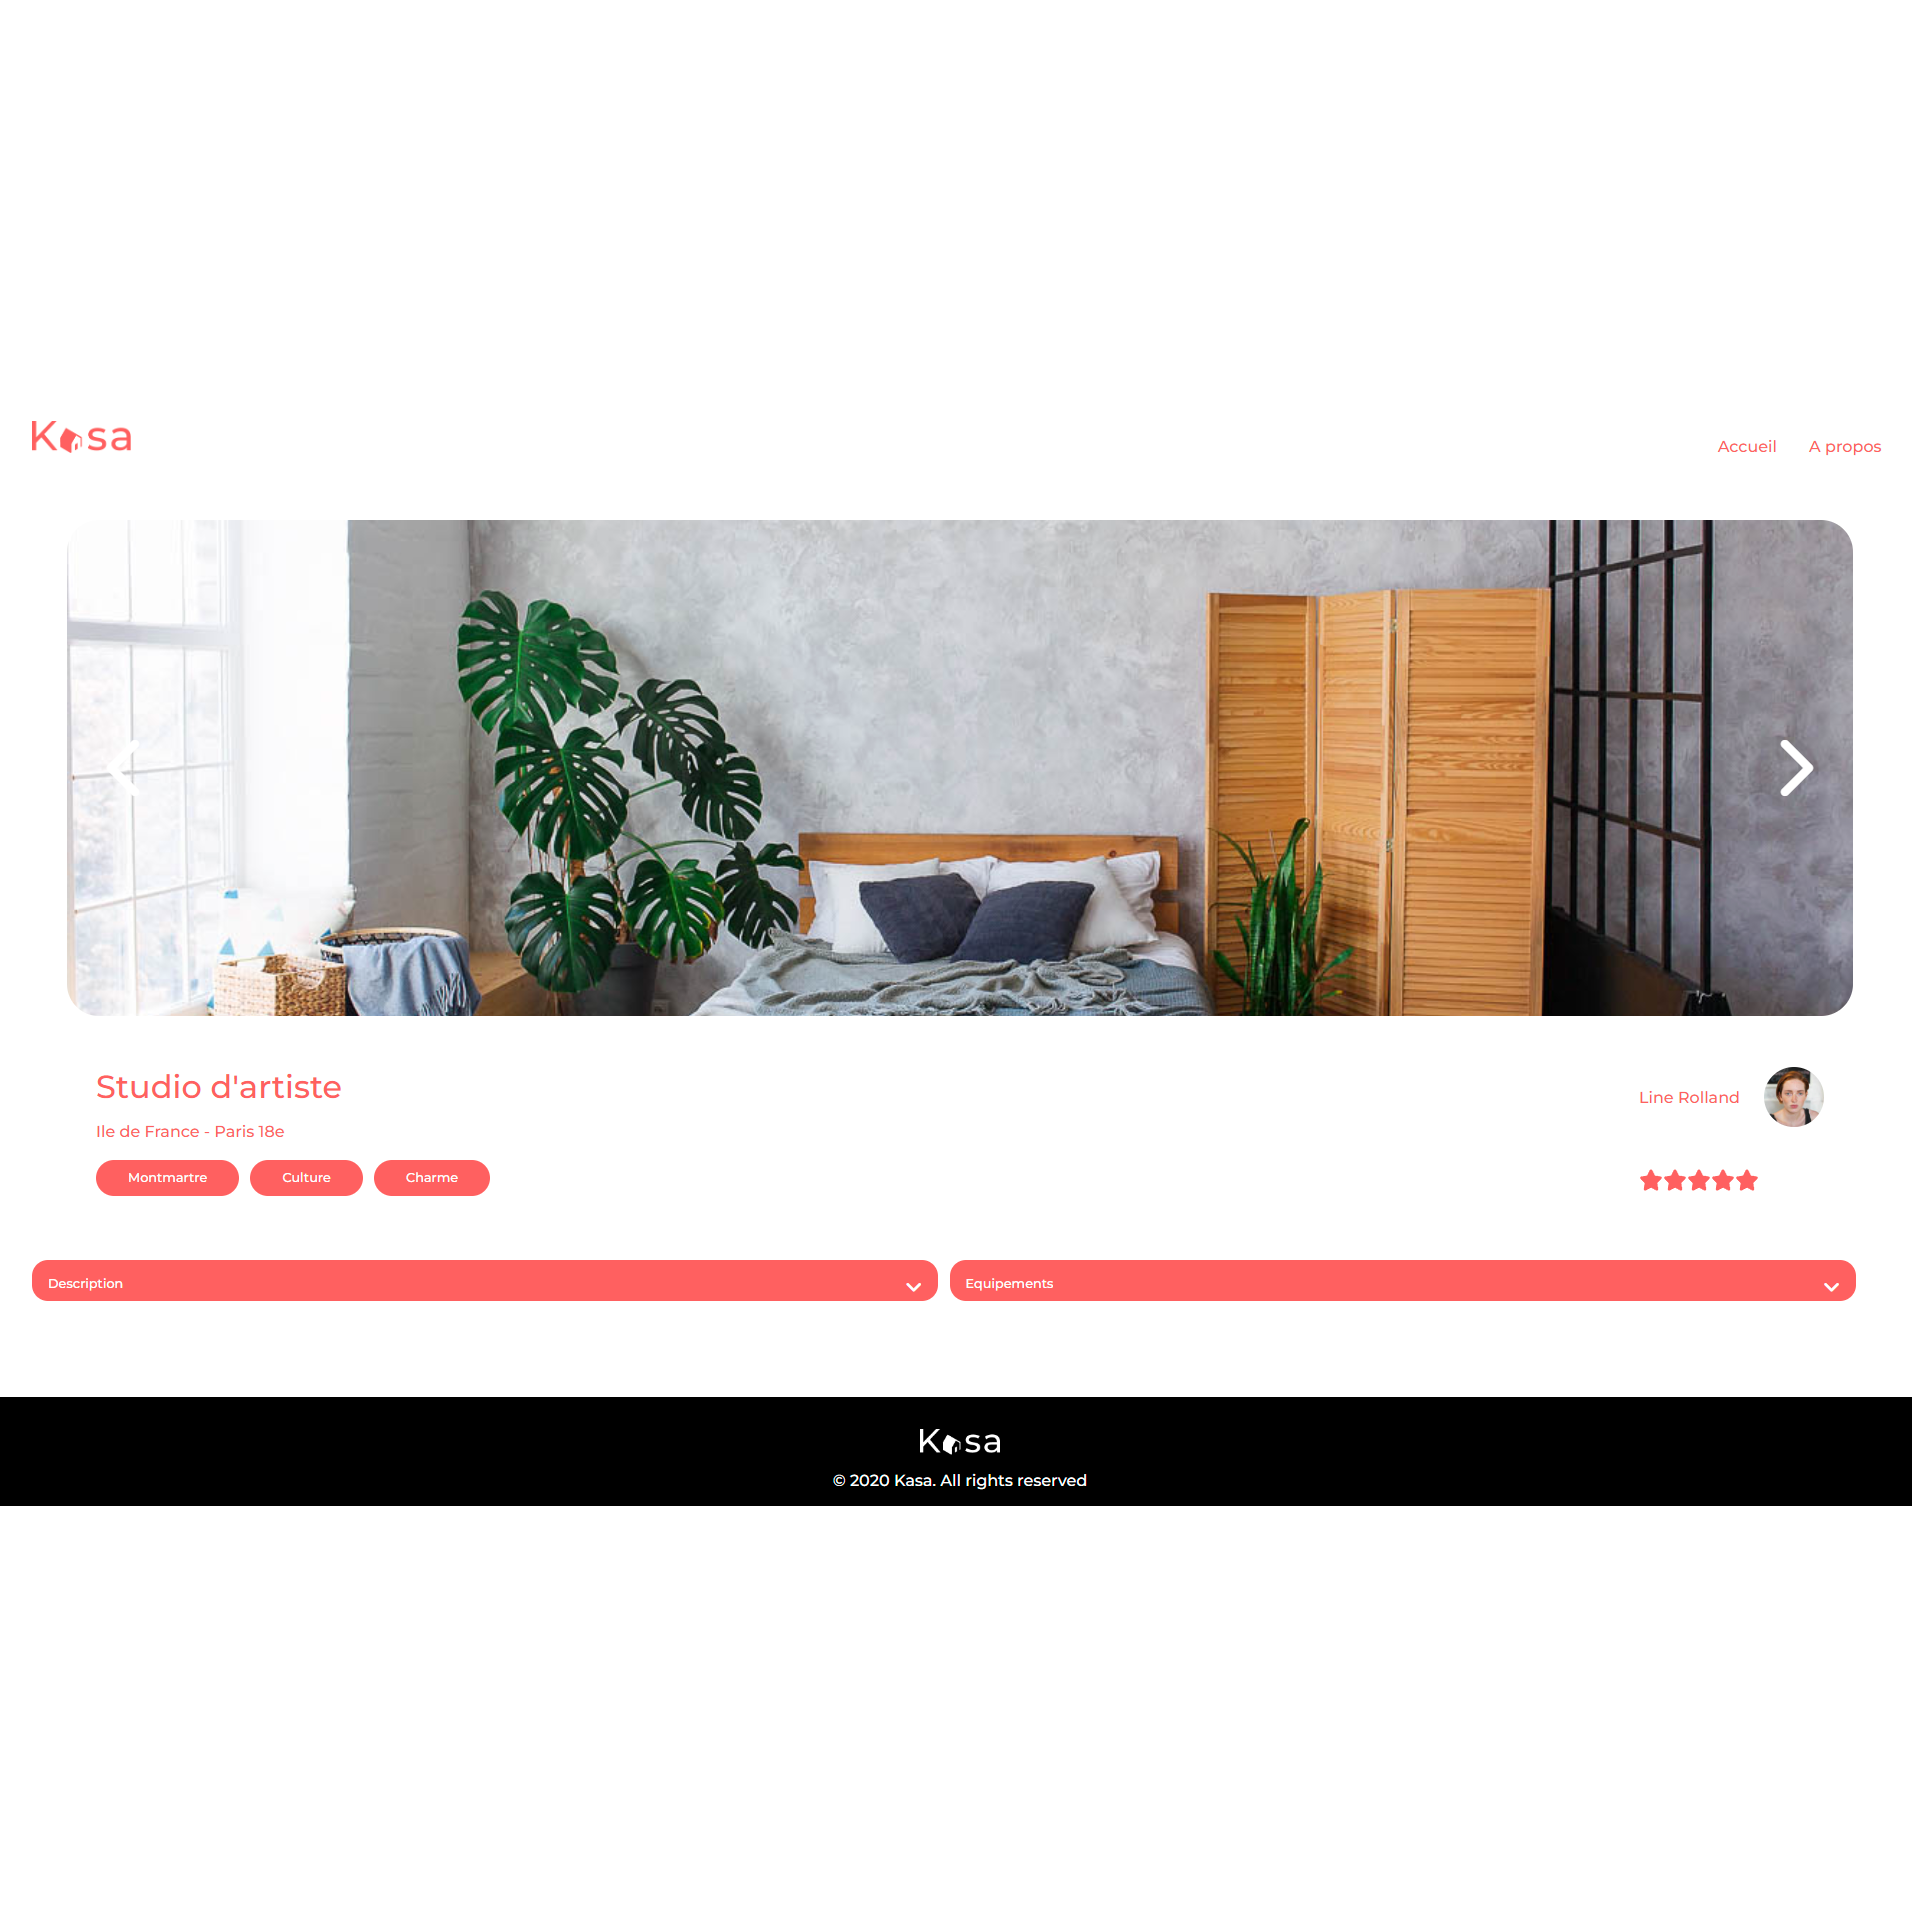 Kasa
Accueil A propos
Studio d'artiste
Line Rolland
Ile de France - Paris 18e
Montmartre Culture Charme
Description Equipements
Kasa
© 2020 Kasa. All rights reserved